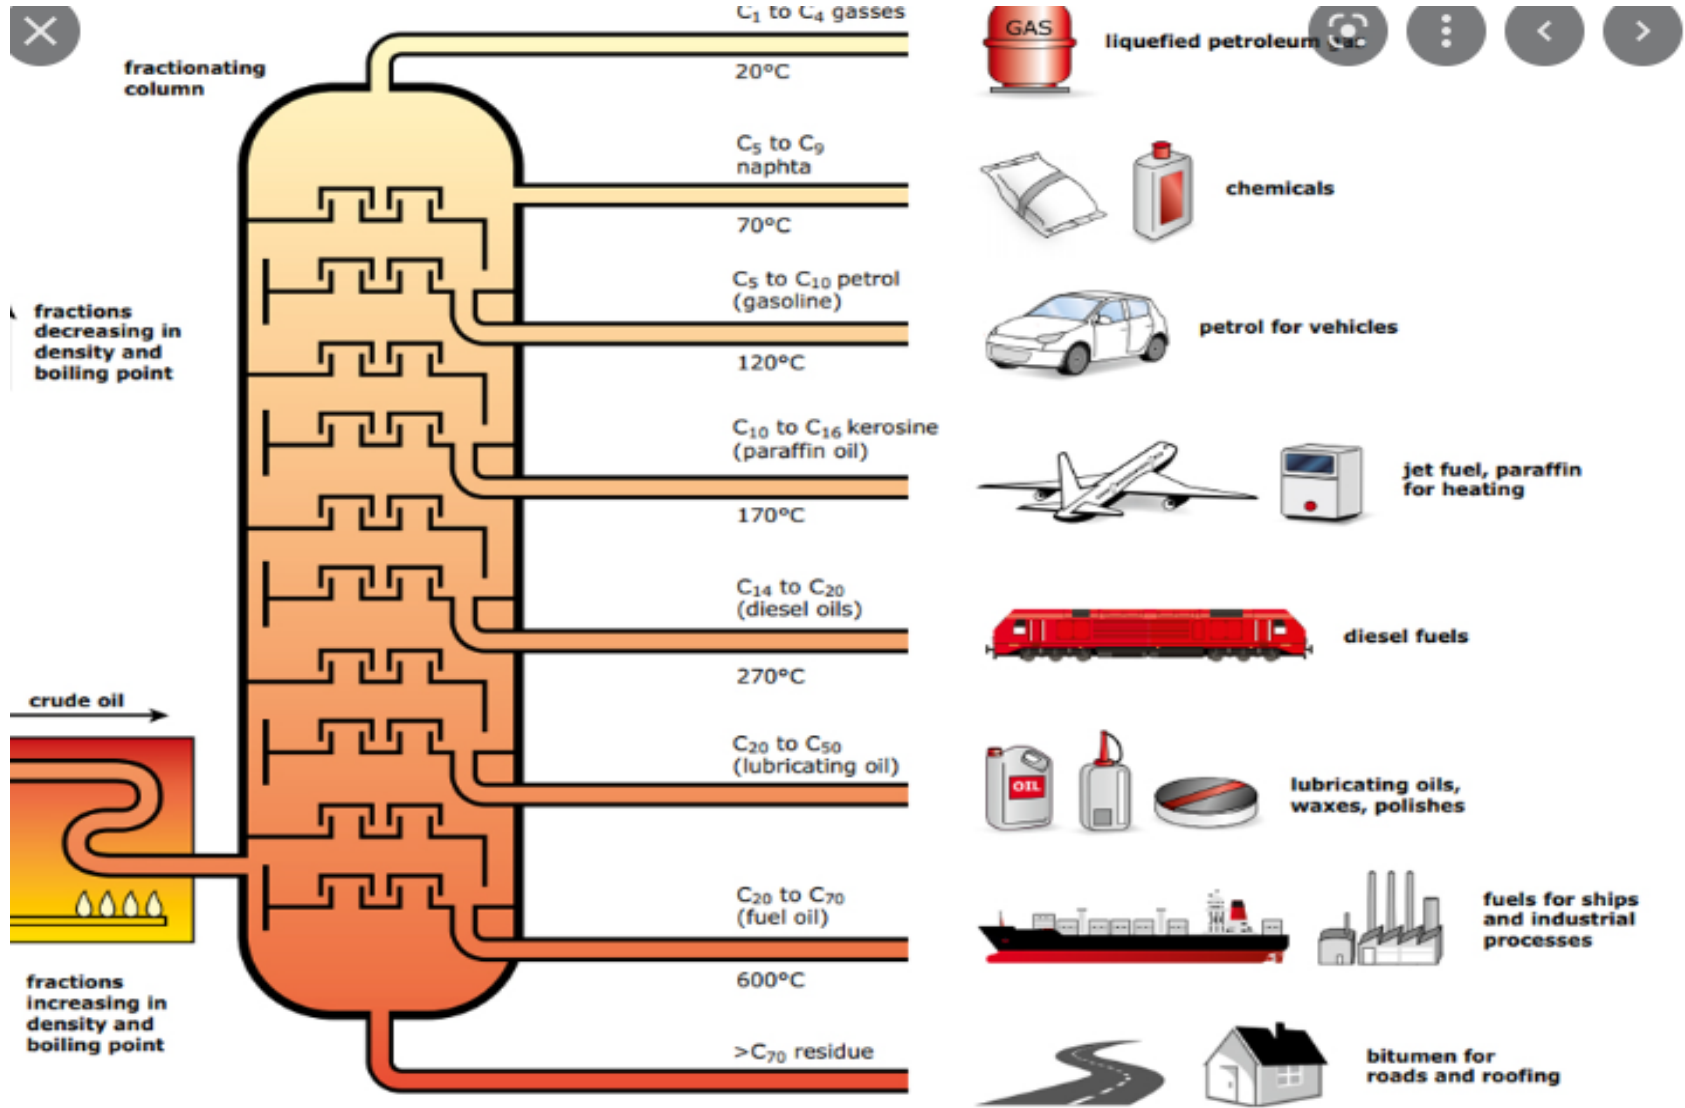 C₁ to C₄ gasses
GAS
liquefied petroleum
fractionating
column
20°C
C₅ to C₉
naphta
chemicals
70°C
C₅ to C₁₀ petrol
(gasoline)
petrol for vehicles
fractions
decreasing in
density and
boiling point
120°C
C₁₀ to C₁₆ kerosine
(paraffin oil)
jet fuel, paraffin
for heating
170°C
C₁₄ to C₂₀
(diesel oils)
diesel fuels
270°C
crude oil
C₂₀ to C₅₀
(lubricating oil)
OIL
lubricating oils,
waxes, polishes
C₂₀ to C₇₀
(fuel oil)
fuels for ships
and industrial
processes
600°C
fractions
increasing in
density and
boiling point
>C₇₀ residue
bitumen for
roads and roofing